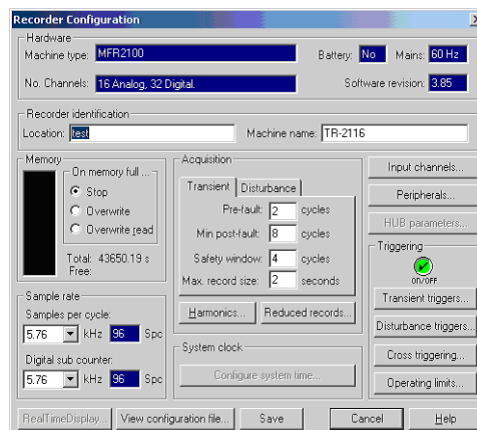 Recorder Configuration
Hardware
Machine type: MFR2100 Battery: No Mains: 60 Hz
No. Channels: 16 Analog, 32 Digital. Software revision: 3.85
Recorder identification
Location: test Machine name: TR-2116
Memory
On memory full ...
Stop
Overwrite
Overwrite read
Total: 43650.19 s
Free:
Sample rate
Samples per cycle:
5.76 kHz 96 Spc
Digital sub counter:
5.76 kHz 96 Spc
Acquisition
Transient Disturbance
Pre-fault: 2 cycles
Min post-fault: 8 cycles
Safety window: 4 cycles
Max. record size: 2 seconds
Harmonics... Reduced records...
System clock
Configure system time...
Input channels...
Peripherals...
HUB parameters...
Triggering
ON/OFF
Transient triggers...
Disturbance triggers...
Cross triggering...
Operating limits...
RealTimeDisplay... View configuration file... Save Cancel Help